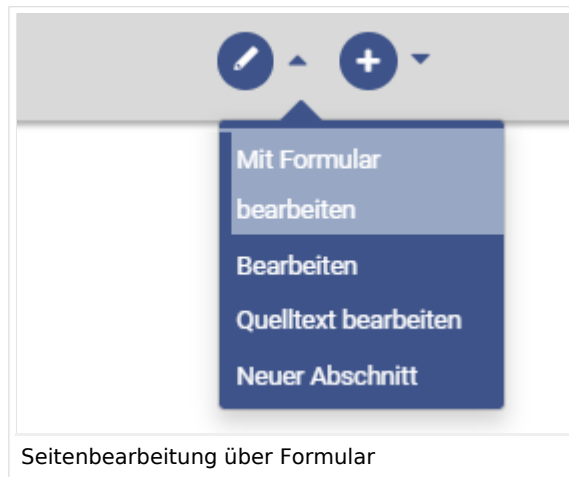 Mit Formular
bearbeiten
Bearbeiten
Quelltext bearbeiten
Neuer Abschnitt
Seitenbearbeitung über Formular